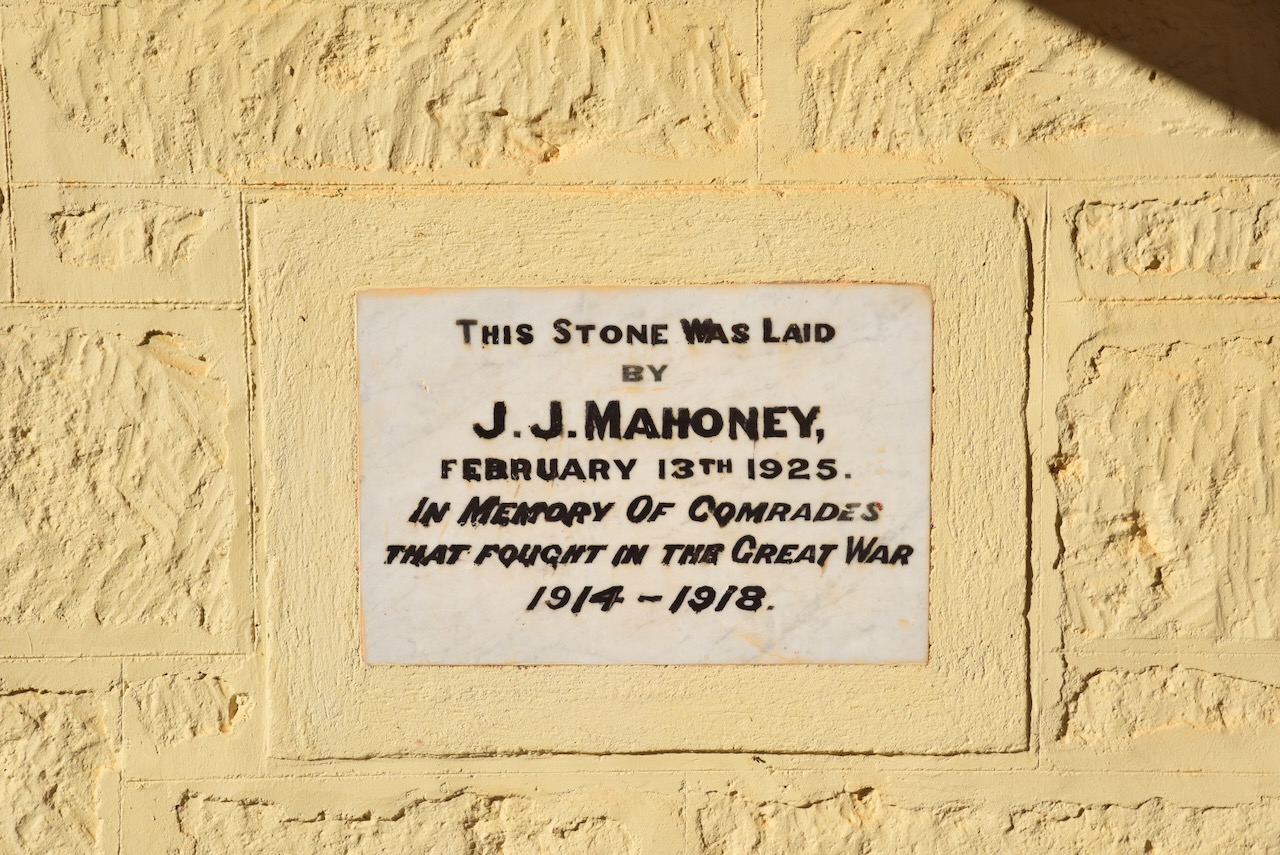 This Stone Was Laid
BY
J. J. MAHONEY,
FEBRUARY 13TH 1925.
IN MEMORY OF COMRADES
THAT FOUGHT IN THE GREAT WAR
1914 – 1918.